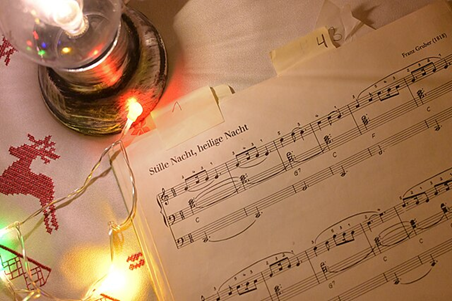 4
Franz Gruber (1818)
Stille Nacht, heilige Nacht